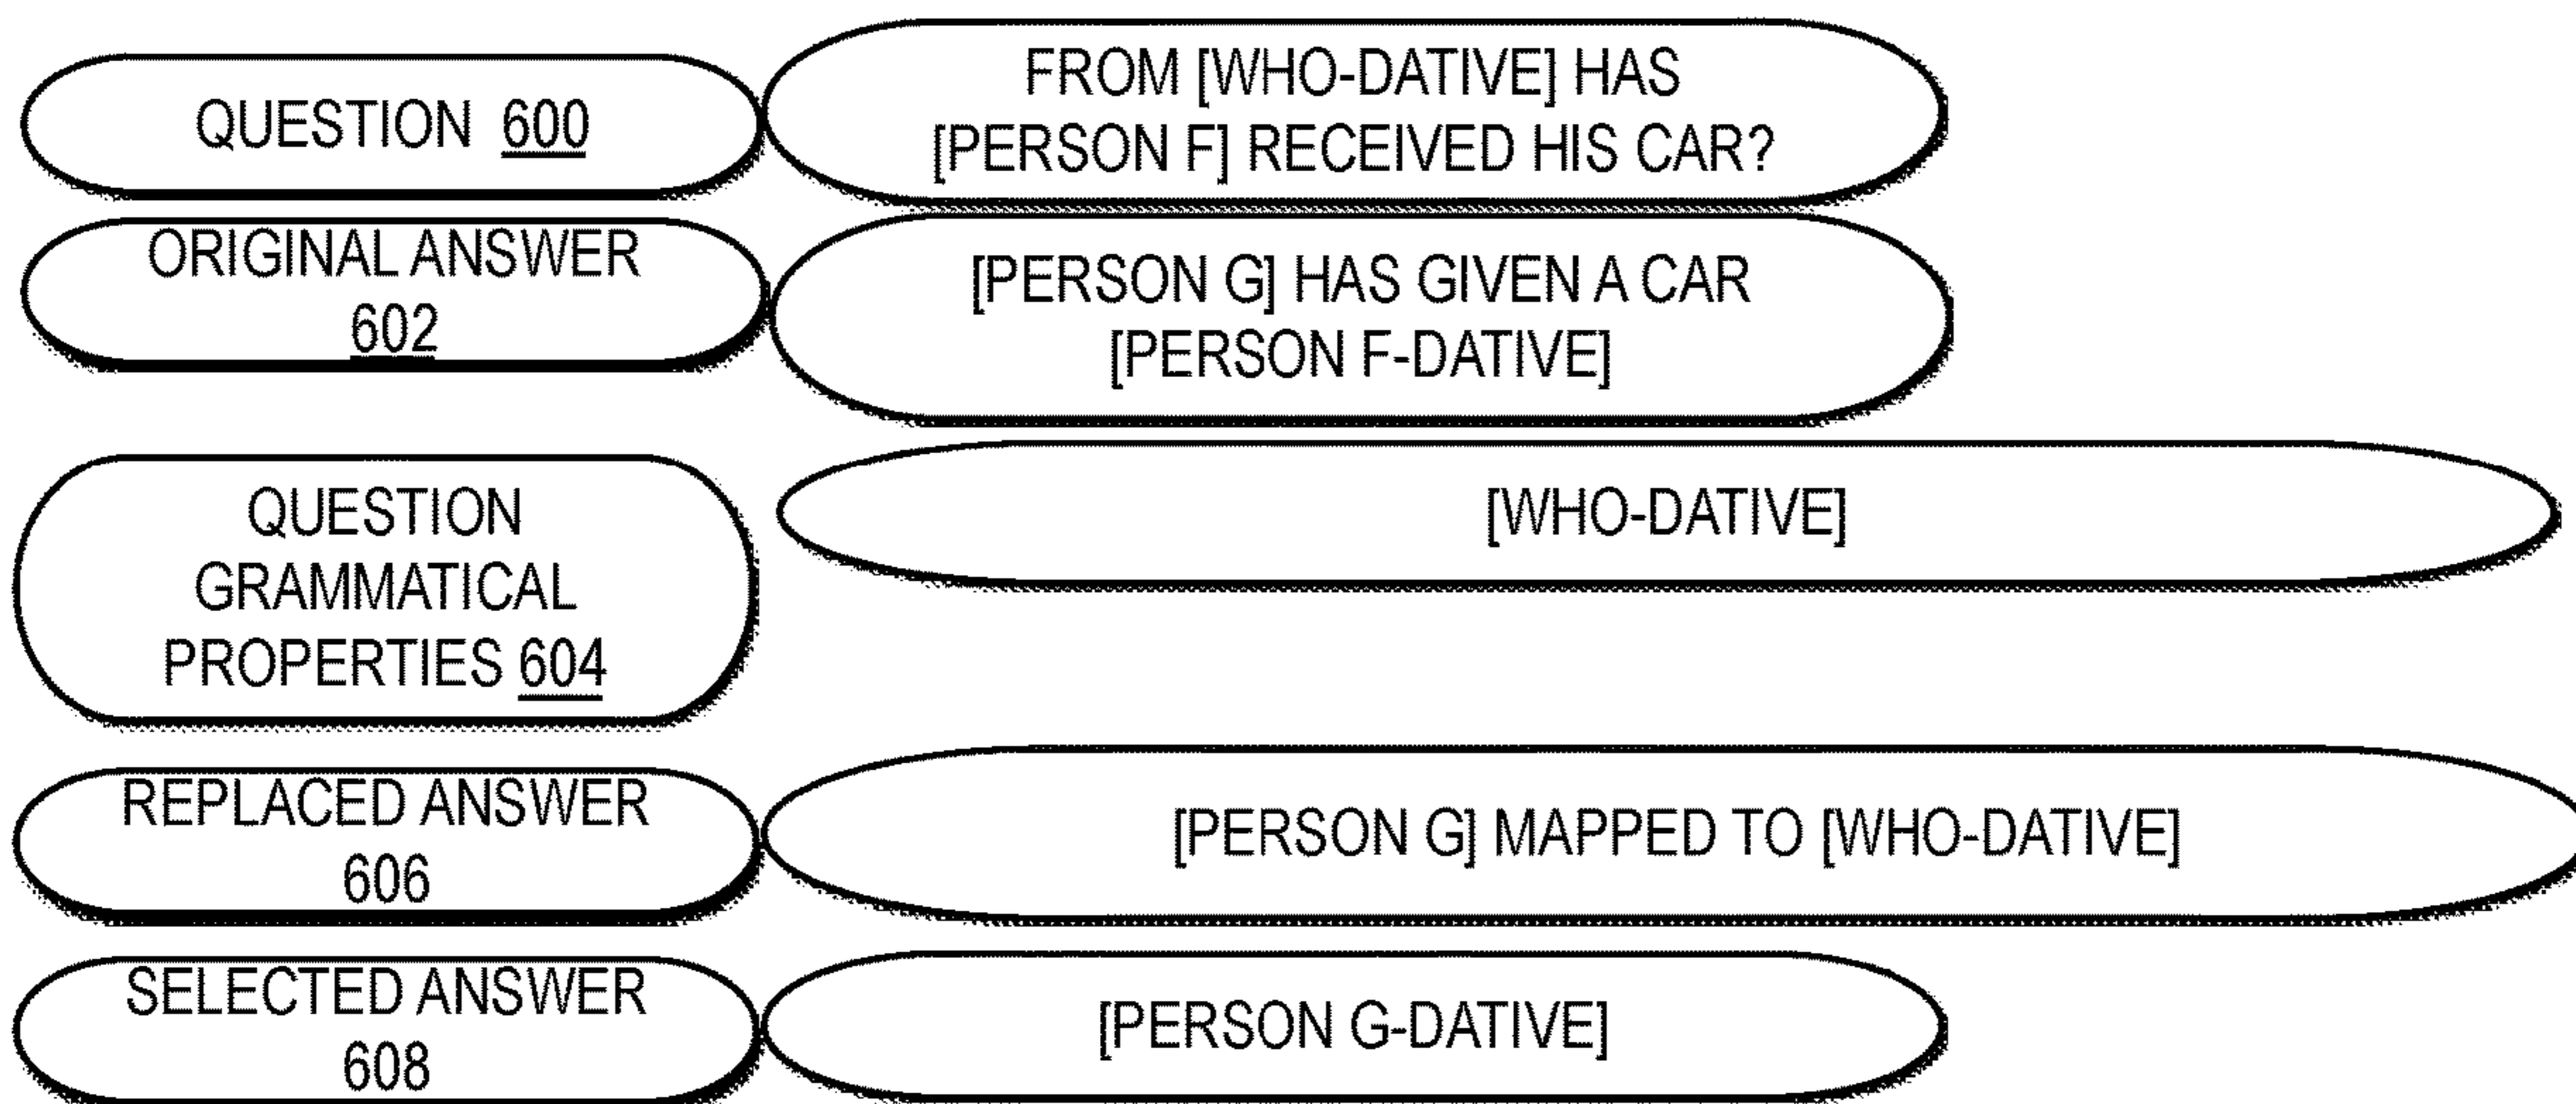 QUESTION 600
FROM [WHO-DATIVE] HAS
[PERSON F] RECEIVED HIS CAR?
ORIGINAL ANSWER
602
[PERSON G] HAS GIVEN A CAR
[PERSON F-DATIVE]
QUESTION
GRAMMATICAL
PROPERTIES 604
[WHO-DATIVE]
REPLACED ANSWER
606
[PERSON G] MAPPED TO [WHO-DATIVE]
SELECTED ANSWER
608
[PERSON G-DATIVE]